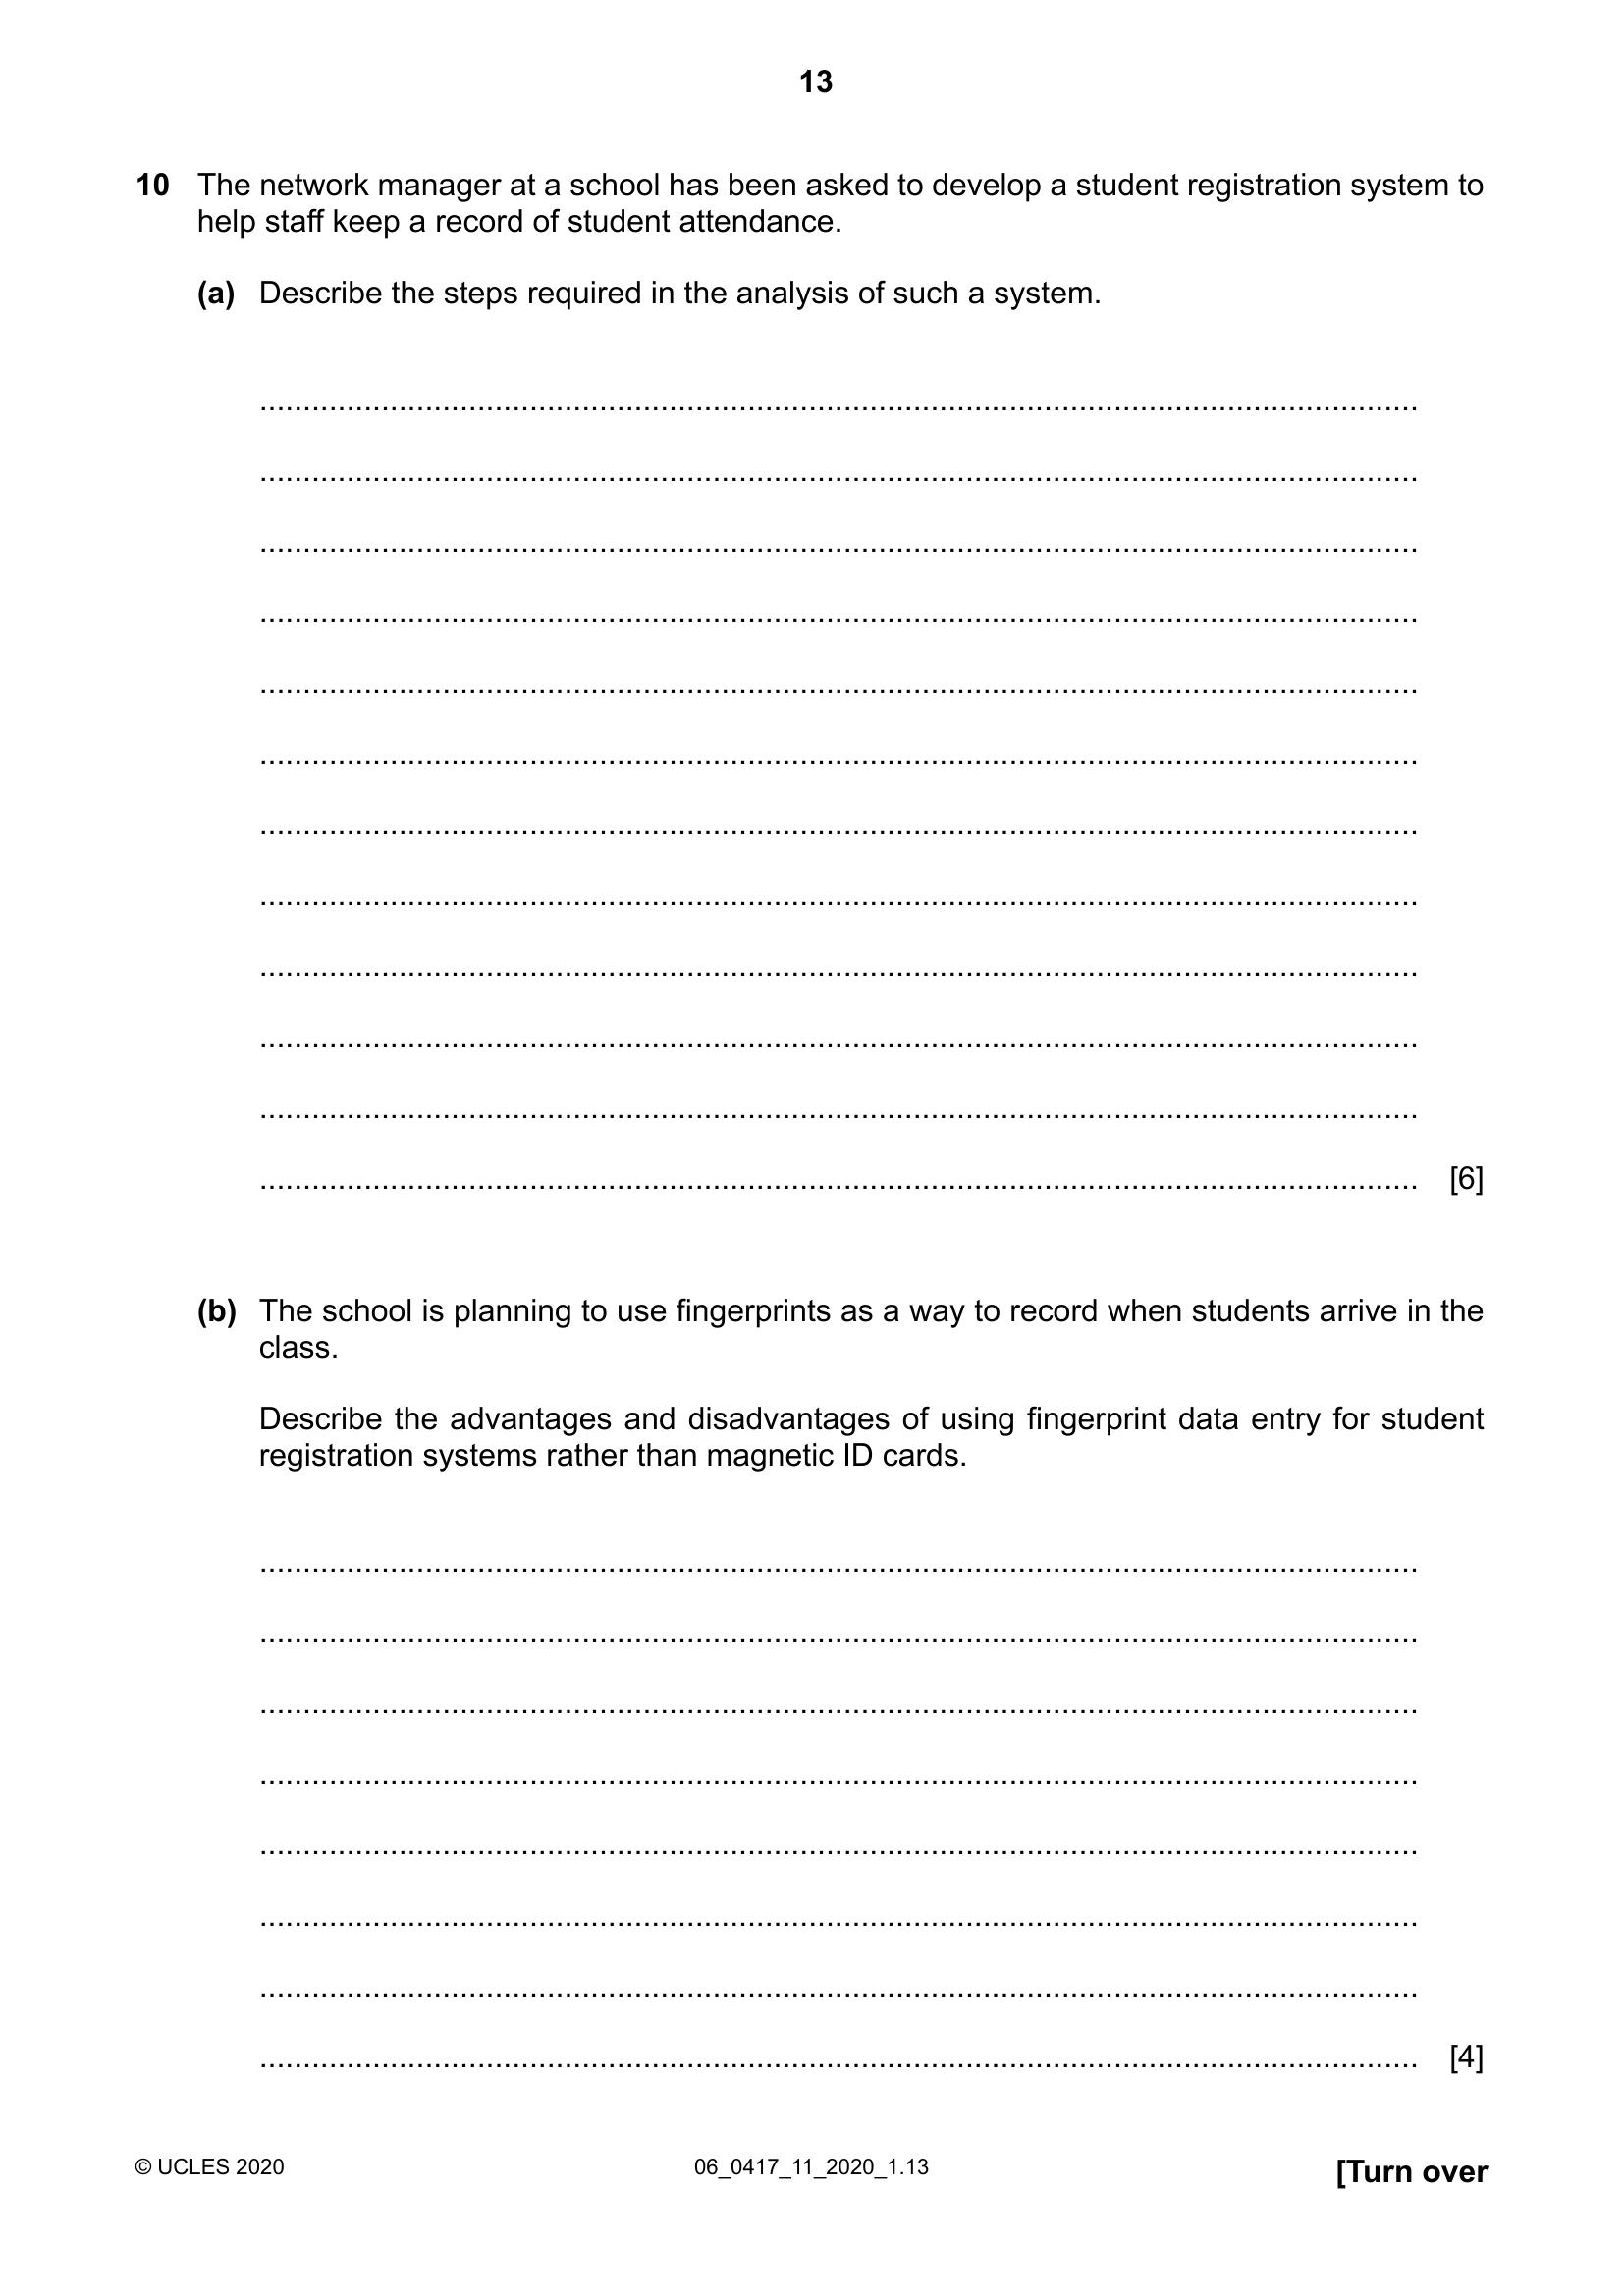 13
10 The network manager at a school has been asked to develop a student registration system to
help staff keep a record of student attendance.
(a) Describe the steps required in the analysis of such a system.
....................................................................................................................................
....................................................................................................................................
....................................................................................................................................
....................................................................................................................................
....................................................................................................................................
....................................................................................................................................
....................................................................................................................................
....................................................................................................................................
....................................................................................................................................
....................................................................................................................................
....................................................................................................................................
.................................................................................................................................... [6]
(b) The school is planning to use fingerprints as a way to record when students arrive in the
class.
Describe the advantages and disadvantages of using fingerprint data entry for student
registration systems rather than magnetic ID cards.
....................................................................................................................................
....................................................................................................................................
....................................................................................................................................
....................................................................................................................................
....................................................................................................................................
....................................................................................................................................
....................................................................................................................................
.................................................................................................................................... [4]
© UCLES 2020 06_0417_11_2020_1.13 [Turn over